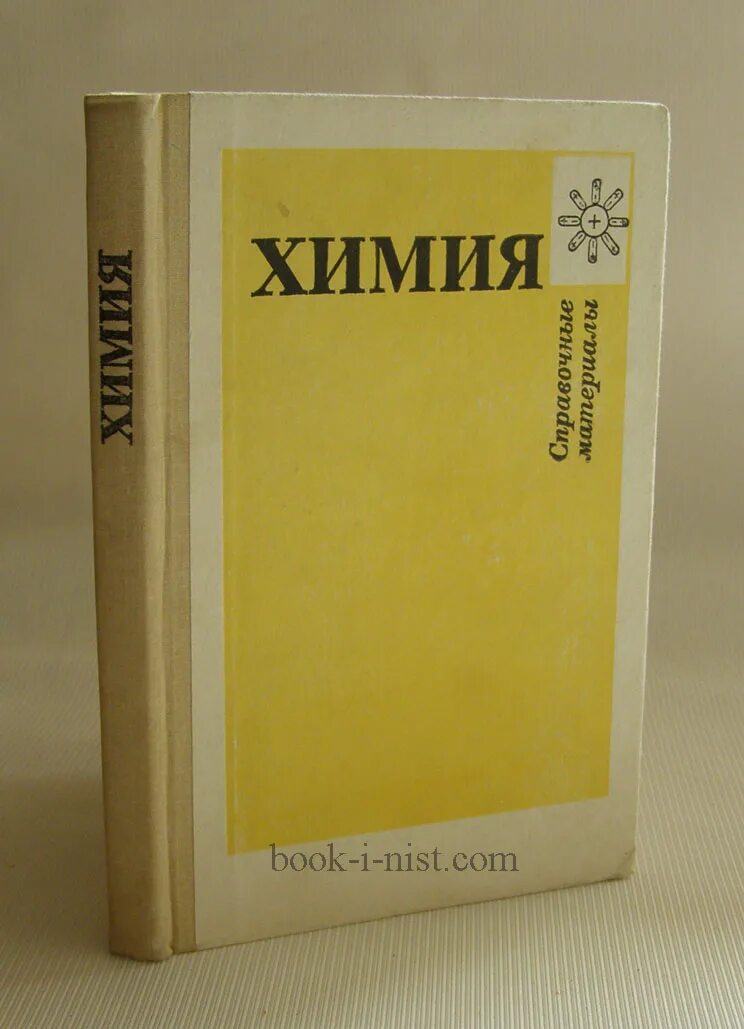 ХИМИЯ
ХИМИЯ
Справочные
материалы
book-i-nist.com